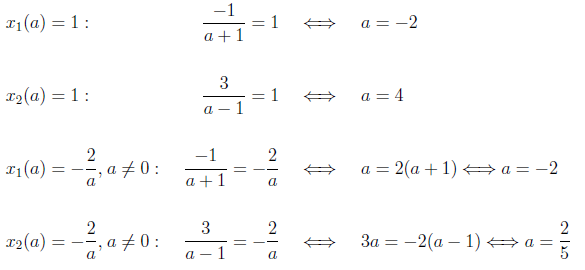 x₁(a) = 1 : −1/(a + 1) = 1 ⟺ a = −2
x₂(a) = 1 : 3/(a − 1) = 1 ⟺ a = 4
x₁(a) = −2/a, a ≠ 0 : −1/(a + 1) = −2/a ⟺ a = 2(a + 1) ⟺ a = −2
x₂(a) = −2/a, a ≠ 0 : 3/(a − 1) = −2/a ⟺ 3a = −2(a − 1) ⟺ a = 2/5